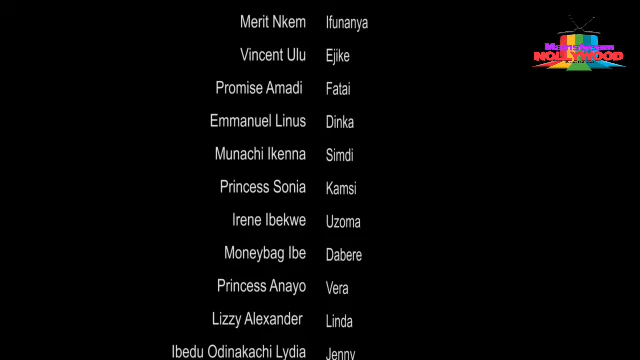 Merit Nkem Ifunanya
Vincent Ulu Ejike
Promise Amadi Fatai
Emmanuel Linus Dinka
Munachi Ikenna Simdi
Princess Sonia Kamsi
Irene Ibekwe Uzoma
Moneybag Ibe Dabere
Princess Anayo Vera
Lizzy Alexander Linda
Ibedu Odinakachi Lydia Jenny
NOLLYWOOD